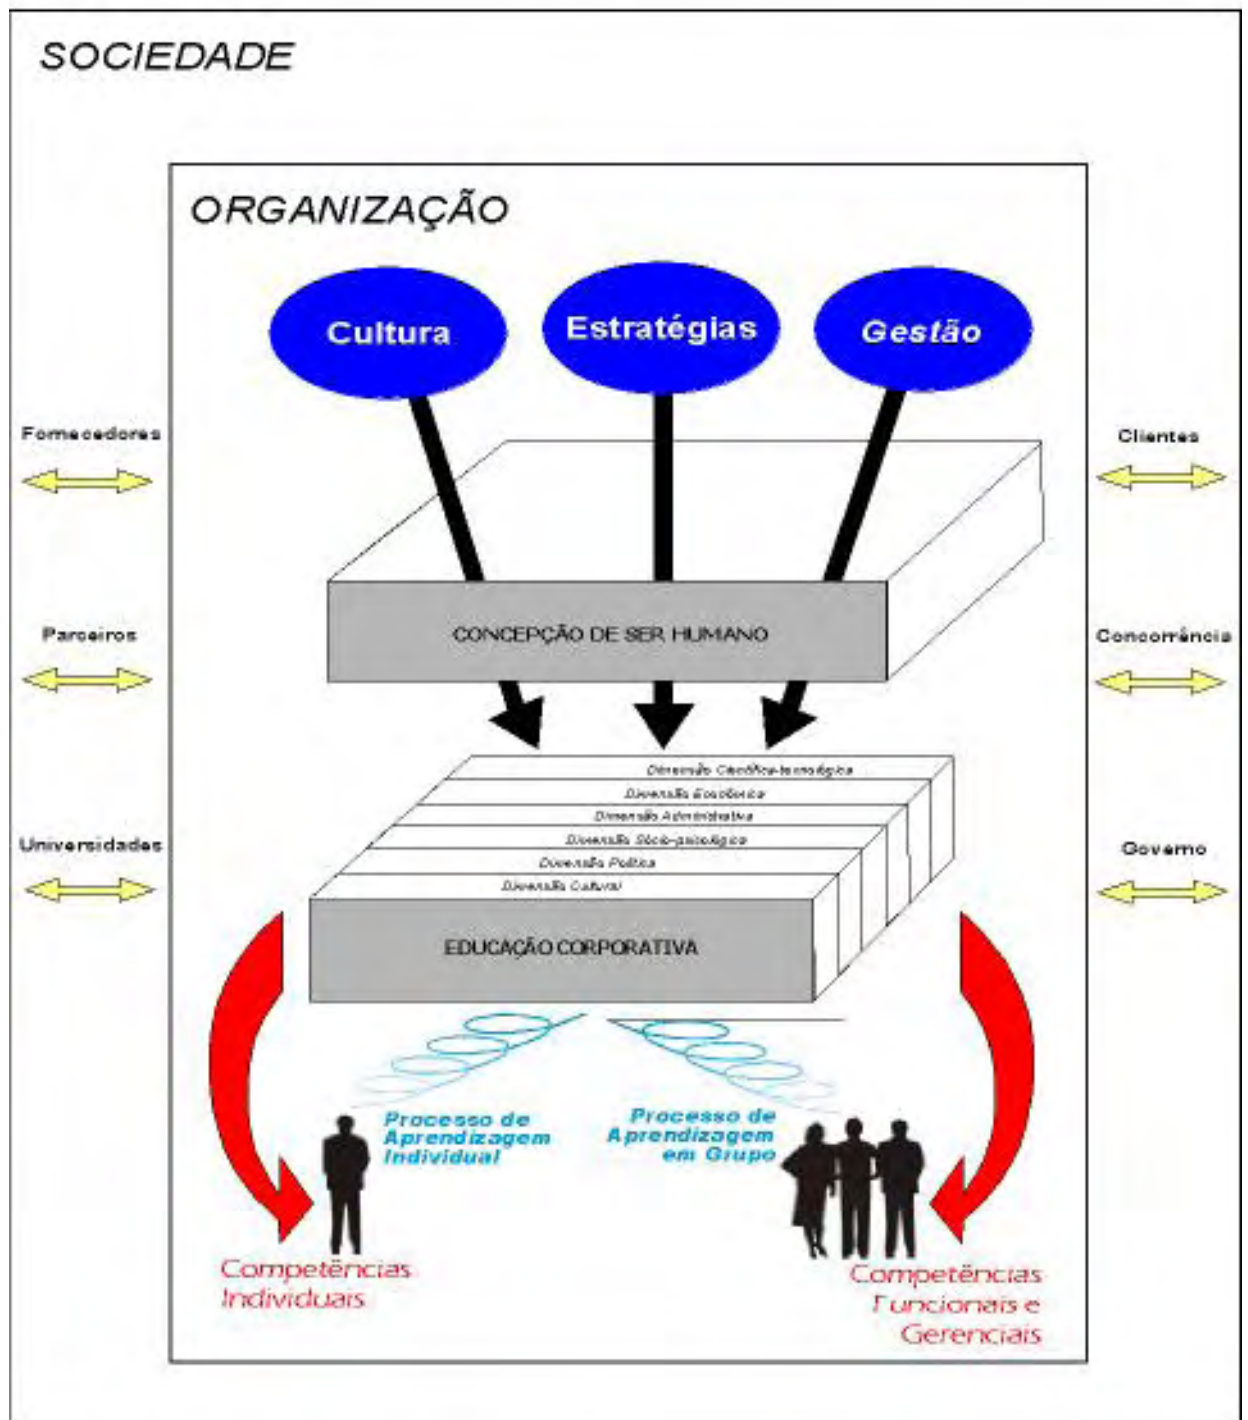 SOCIEDADE
ORGANIZAÇÃO
Cultura
Estratégias
Gestão
Fornecedores
Clientes
CONCEPÇÃO DE SER HUMANO
Parceiros
Concorrência
Dimensão Científica-tecnológica
Dimensão Econômica
Dimensão Administrativa
Dimensão Sócio-psicológica
Dimensão Política
Dimensão Cultural
Universidades
Governo
EDUCAÇÃO CORPORATIVA
Processo de
Aprendizagem
Individual
Processo de
Aprendizagem
em Grupo
Competências
Individuais
Competências
Funcionais e
Gerenciais